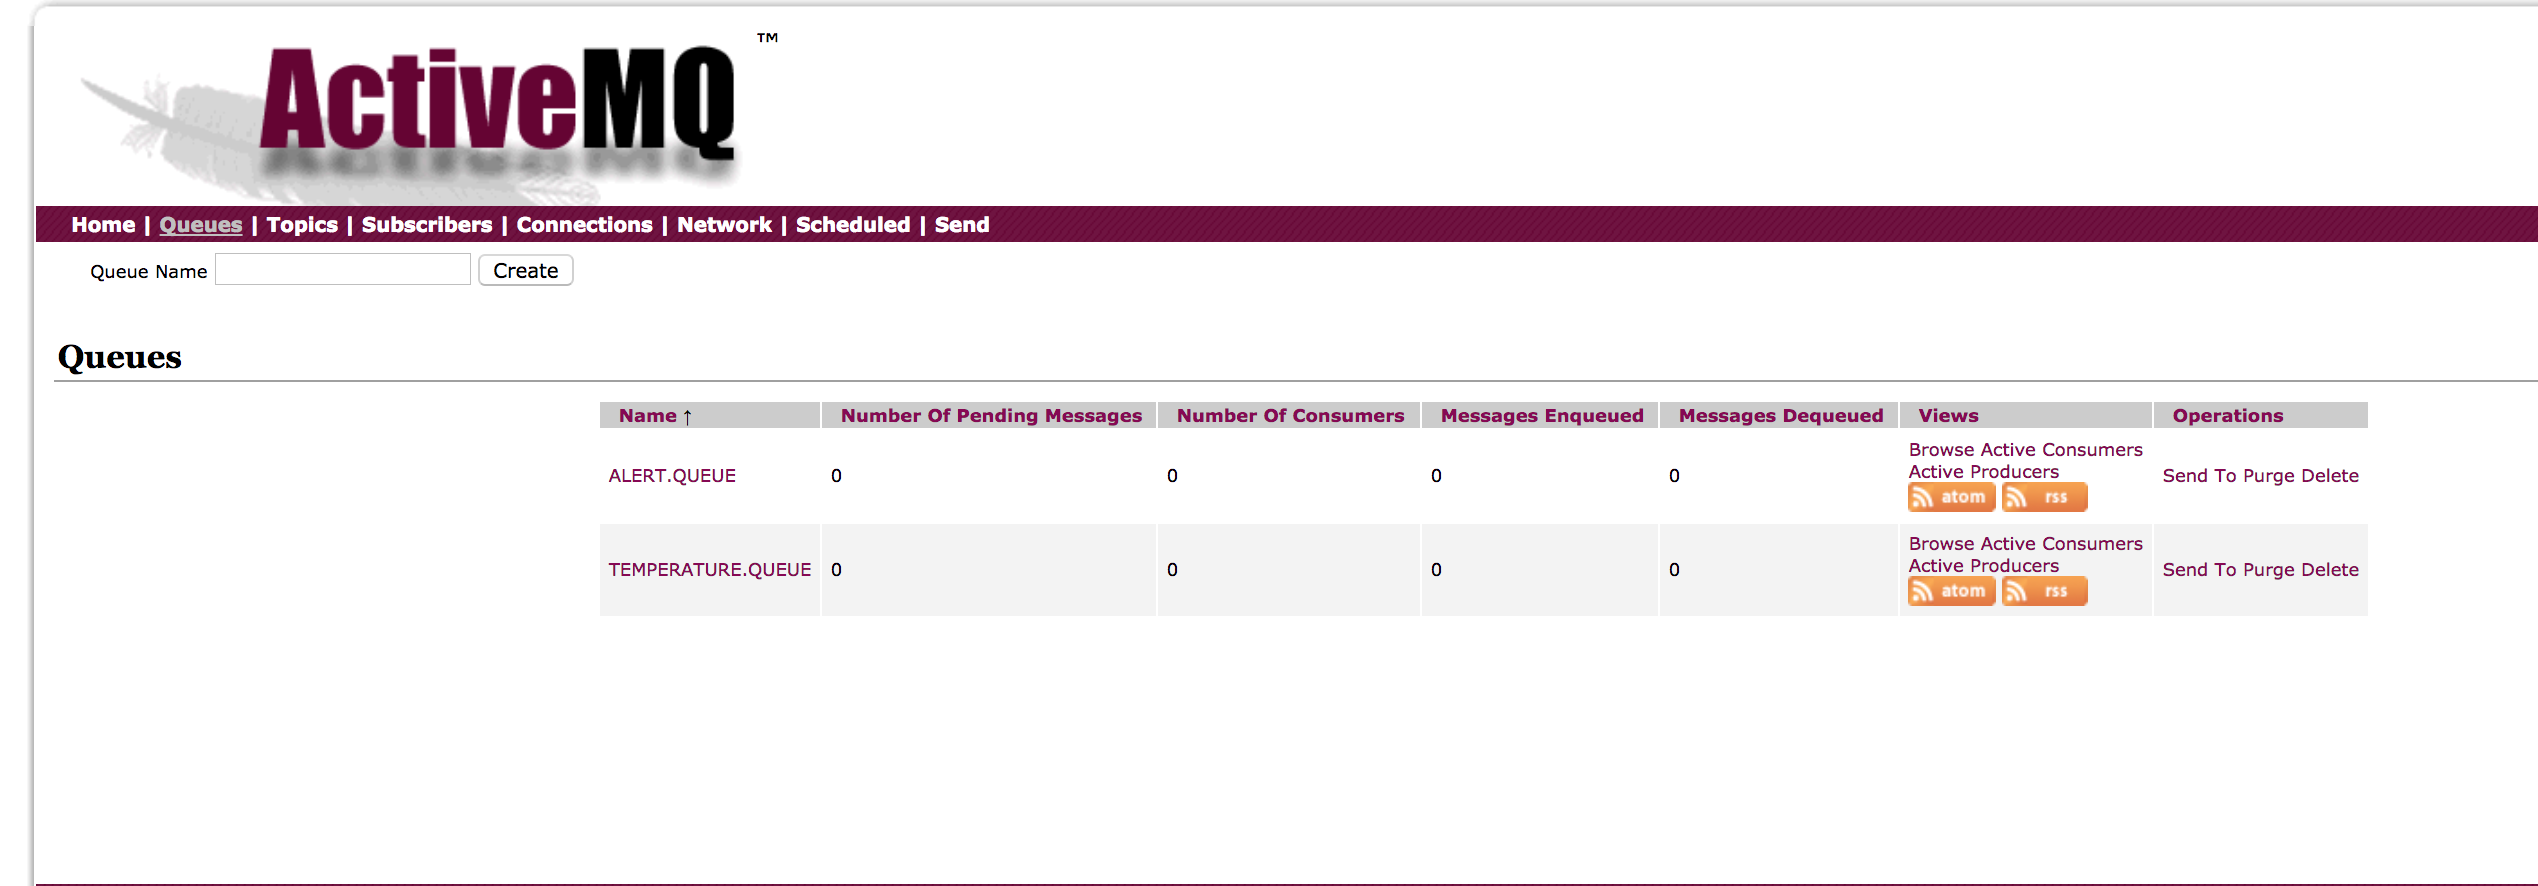 ActiveMQ™
Home | Queues | Topics | Subscribers | Connections | Network | Scheduled | Send
Queue Name Create
Queues
Name ↑ Number Of Pending Messages Number Of Consumers Messages Enqueued Messages Dequeued Views Operations
ALERT.QUEUE 0 0 0 0 Browse Active Consumers
Active Producers
atom rss
Send To Purge Delete
TEMPERATURE.QUEUE 0 0 0 0 Browse Active Consumers
Active Producers
atom rss
Send To Purge Delete